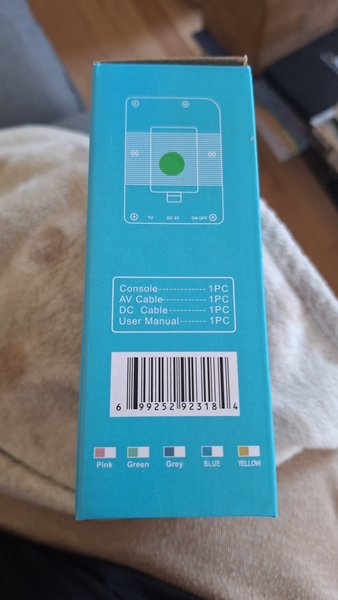 TV DC 5V ON OFF
Console-------------1PC
AV Cable------------1PC
DC Cable-----------1PC
User Manual--------1PC
6 99252 92318 4
Pink Green Grey BLUE YELLOW